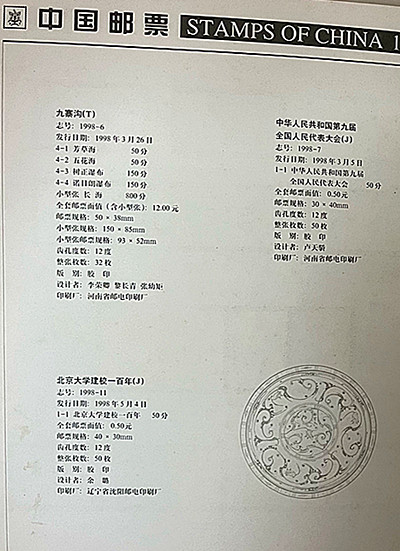 中国邮票 STAMPS OF CHINA 1
九寨沟(T)
志号: 1998-6
发行日期: 1998年3月26日
4-1 芳草海 50分
4-2 五花海 50分
4-3 树正瀑布 150分
4-4 诺日朗瀑布 150分
小型张 长 海 800分
全套邮票面值(含小型张): 12.00元
邮票规格: 50 × 38mm
小型张规格: 150 × 85mm
小型张邮票规格: 93 × 52mm
齿孔度数: 12度
整张枚数: 32枚
版 别: 胶 印
设计者: 李荣卿 黎长青 张幼矩
印刷厂: 河南省邮电印刷厂
中华人民共和国第九届
全国人民代表大会(J)
志号: 1998-7
发行日期: 1998年3月5日
1-1 中华人民共和国第九届
全国人民代表大会 50分
全套邮票面值: 0.50元
邮票规格: 30 × 40mm
齿孔度数: 12度
整张枚数: 50枚
版 别: 胶 印
设计者: 卢天骄
印刷厂: 河南省邮电印刷厂
北京大学建校一百年(J)
志号: 1998-11
发行日期: 1998年5月4日
1-1 北京大学建校一百年 50分
全套邮票面值: 0.50元
邮票规格: 40 × 30mm
齿孔度数: 12度
整张枚数: 50枚
版 别: 胶 印
设计者: 余
印刷厂: 辽宁省沈阳邮电印刷厂